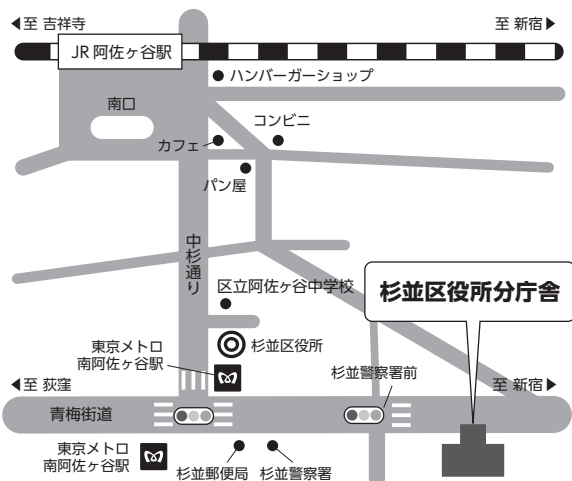 ◀至 吉祥寺
至 新宿▶
JR 阿佐ヶ谷駅
ハンバーガーショップ
南口
コンビニ
カフェ
パン屋
中杉通り
区立阿佐ヶ谷中学校
杉並区役所分庁舎
杉並区役所
東京メトロ
南阿佐ヶ谷駅
杉並警察署前
◀至 荻窪
至 新宿▶
青梅街道
東京メトロ
南阿佐ヶ谷駅
杉並郵便局
杉並警察署